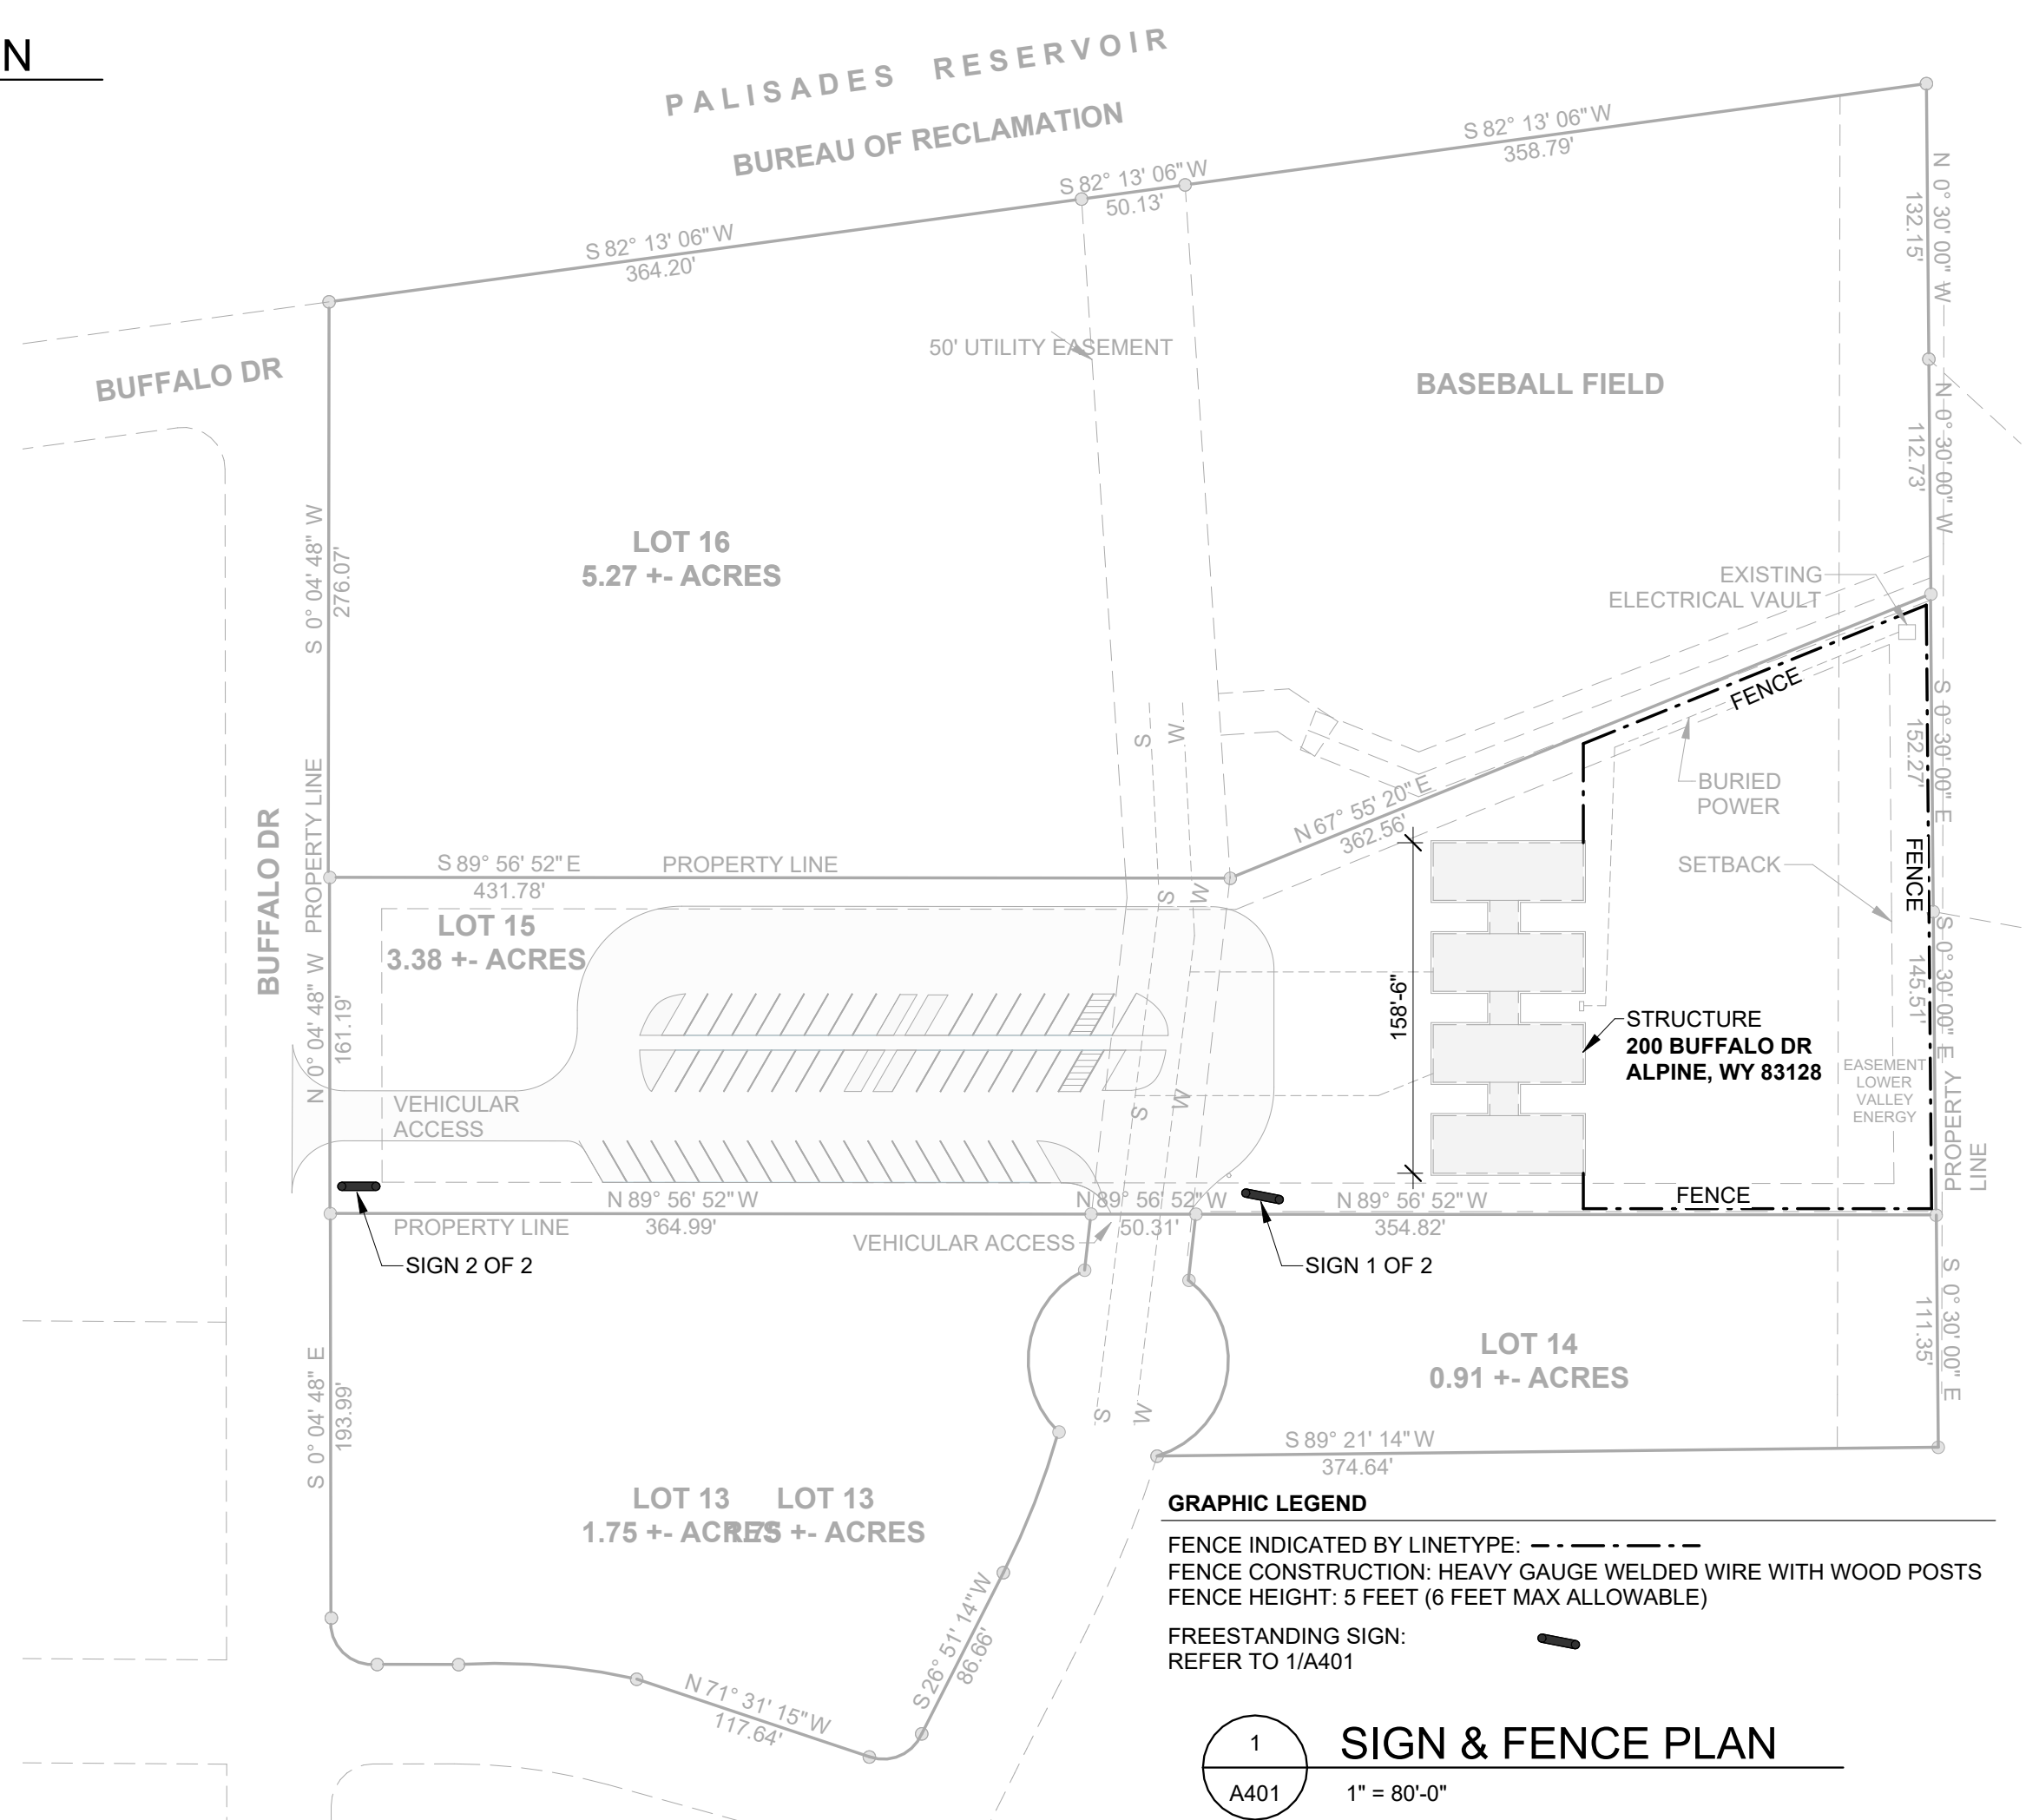 N
PALISADES RESERVOIR
BUREAU OF RECLAMATION
S 82° 13' 06" W
358.79'
S 82° 13' 06" W
50.13'
S 82° 13' 06" W
364.20'
N 0° 30' 00" W
132.15'
BUFFALO DR
50' UTILITY EASEMENT
BASEBALL FIELD
N 0° 30' 00" W
112.73'
S 0° 04' 48" W
276.07'
LOT 16
5.27 +- ACRES
EXISTING
ELECTRICAL VAULT
FENCE
S 0° 30' 00" E
152.27'
S
W
BURIED
POWER
BUFFALO DR
PROPERTY LINE
N 67° 55' 20" E
362.56'
S 89° 56' 52" E
PROPERTY LINE
431.78'
SETBACK
FENCE
S
W
LOT 15
3.38 +- ACRES
N 0° 04' 48" W
161.19'
158'-6"
S 0° 30' 00" E
145.51'
STRUCTURE
200 BUFFALO DR
ALPINE, WY 83128
EASEMENT
LOWER
VALLEY
ENERGY
PROPERTY
LINE
VEHICULAR
ACCESS
S
W
N 89° 56' 52" W
N 89° 56' 52" W
N 89° 56' 52" W
FENCE
PROPERTY LINE
364.99'
50.31'
354.82'
VEHICULAR ACCESS
SIGN 2 OF 2
SIGN 1 OF 2
S 0° 30' 00" E
111.35'
LOT 14
0.91 +- ACRES
S 0° 04' 48" E
193.99'
S
W
S 89° 21' 14" W
374.64'
LOT 13
1.75 +- ACRES
LOT 13
1.75 +- ACRES
S 26° 51' 14" W
86.66'
N 71° 31' 15" W
117.64'
GRAPHIC LEGEND
FENCE INDICATED BY LINETYPE:
FENCE CONSTRUCTION: HEAVY GAUGE WELDED WIRE WITH WOOD POSTS
FENCE HEIGHT: 5 FEET (6 FEET MAX ALLOWABLE)
FREESTANDING SIGN:
REFER TO 1/A401
1
A401
SIGN & FENCE PLAN
1" = 80'-0"